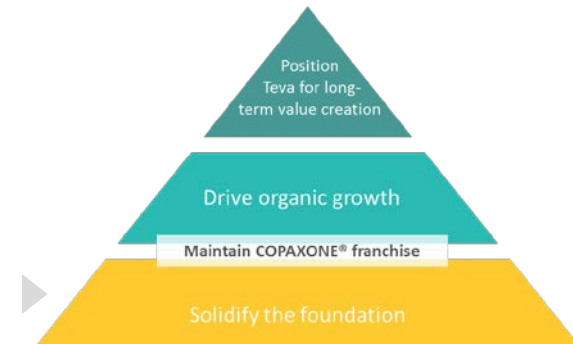 Position
Teva for long-
term value creation
Drive organic growth
Maintain COPAXONE® franchise
Solidify the foundation